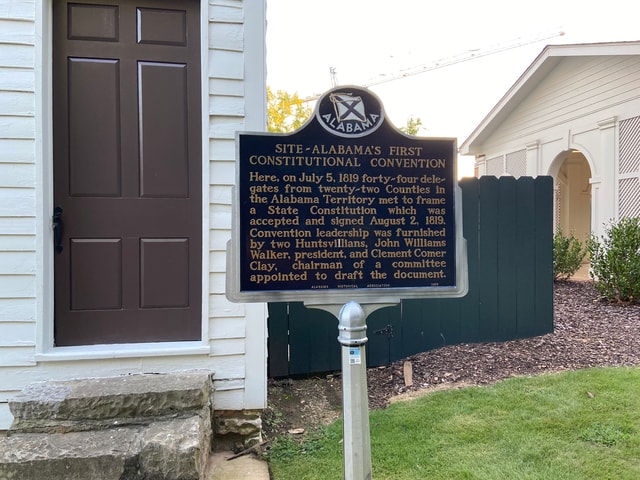 ALABAMA
SITE-ALABAMA'S FIRST
CONSTITUTIONAL CONVENTION
Here, on July 5, 1819 forty-four dele-
gates from twenty-two Counties in
the Alabama Territory met to frame
a State Constitution which was
accepted and signed August 2, 1819.
Convention leadership was furnished
by two Huntsvillians, John Williams
Walker, president, and Clement Comer
Clay, chairman of a committee
appointed to draft the document.
ALABAMA HISTORICAL ASSOCIATION